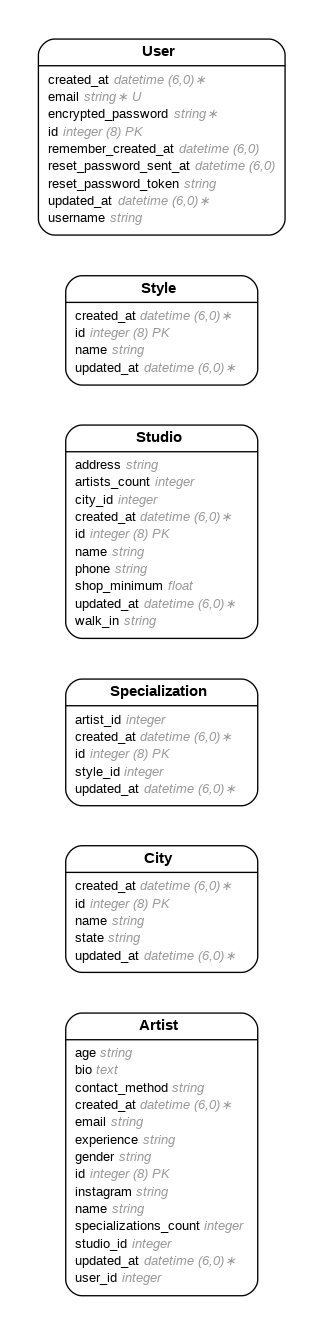 User
created_at datetime (6,0)∗
email string∗ U
encrypted_password string∗
id integer (8) PK
remember_created_at datetime (6,0)
reset_password_sent_at datetime (6,0)
reset_password_token string
updated_at datetime (6,0)∗
username string
Style
created_at datetime (6,0)∗
id integer (8) PK
name string
updated_at datetime (6,0)∗
Studio
address string
artists_count integer
city_id integer
created_at datetime (6,0)∗
id integer (8) PK
name string
phone string
shop_minimum float
updated_at datetime (6,0)∗
walk_in string
Specialization
artist_id integer
created_at datetime (6,0)∗
id integer (8) PK
style_id integer
updated_at datetime (6,0)∗
City
created_at datetime (6,0)∗
id integer (8) PK
name string
state string
updated_at datetime (6,0)∗
Artist
age string
bio text
contact_method string
created_at datetime (6,0)∗
email string
experience string
gender string
id integer (8) PK
instagram string
name string
specializations_count integer
studio_id integer
updated_at datetime (6,0)∗
user_id integer